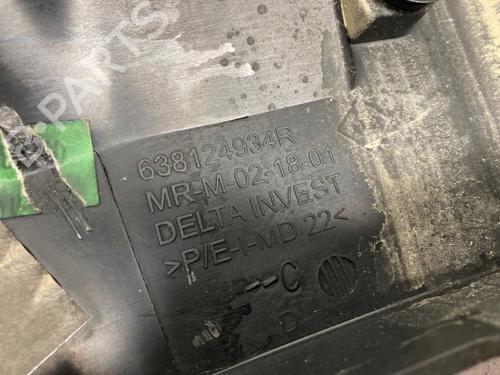 B-PARTS
638124934R
MR-M-02-18-01
DELTA INVEST
>P/E-I-MD 22<
--C
D